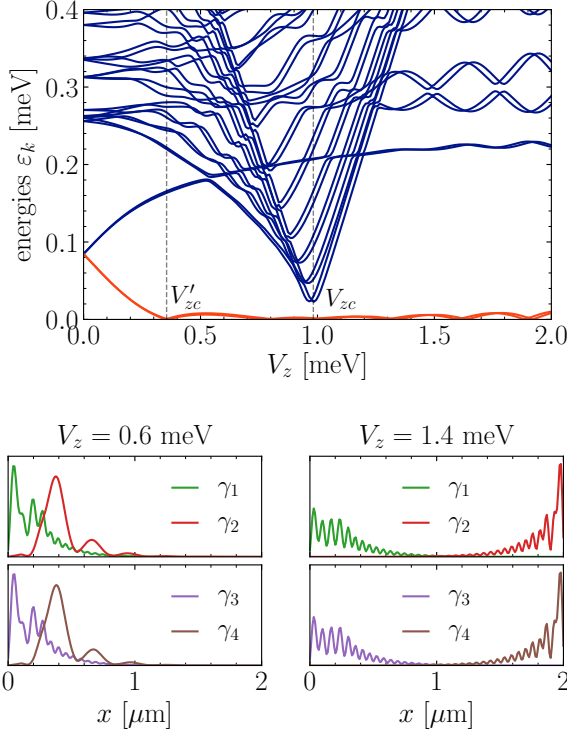 energies εₖ [meV]
0.4
0.3
0.2
0.1
0.0
V′zc
Vzc
0.0 0.5 1.0 1.5 2.0
Vz [meV]
Vz = 0.6 meV
Vz = 1.4 meV
γ1
γ2
γ1
γ2
γ3
γ4
γ3
γ4
0 1 2
0 1 2
x [μm]
x [μm]